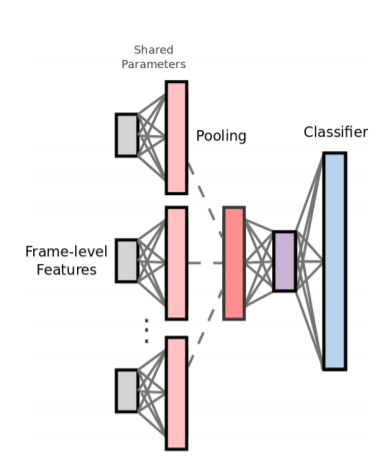 Shared
Parameters
Pooling
Classifier
Frame-level
Features